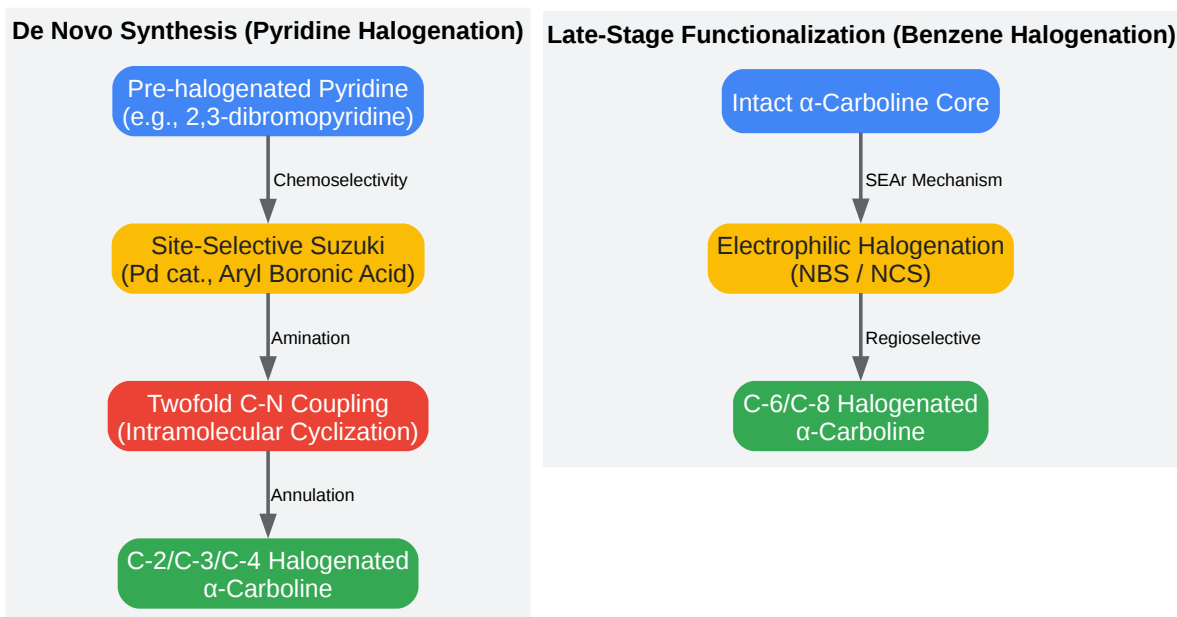 De Novo Synthesis (Pyridine Halogenation)
Pre-halogenated Pyridine
(e.g., 2,3-dibromopyridine)
Chemoselectivity
Site-Selective Suzuki
(Pd cat., Aryl Boronic Acid)
Amination
Twofold C-N Coupling
(Intramolecular Cyclization)
Annulation
C-2/C-3/C-4 Halogenated
α-Carboline
Late-Stage Functionalization (Benzene Halogenation)
Intact α-Carboline Core
SEAr Mechanism
Electrophilic Halogenation
(NBS / NCS)
Regioselective
C-6/C-8 Halogenated
α-Carboline